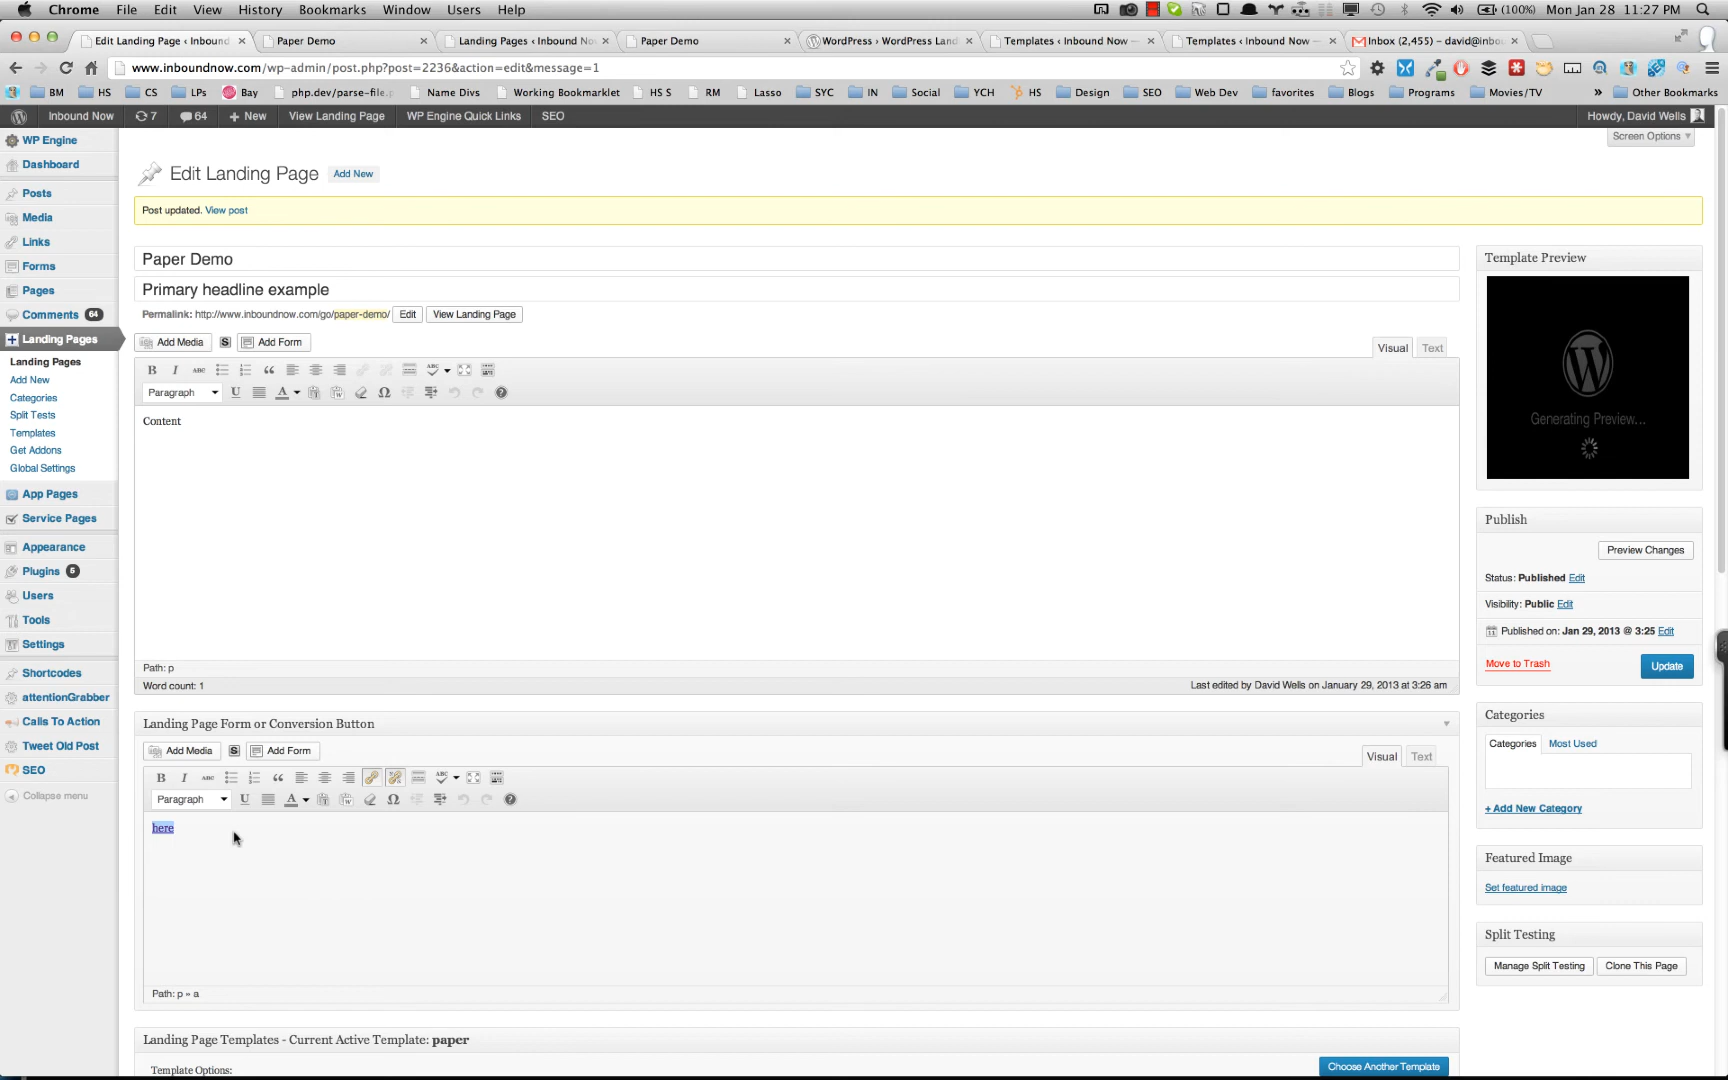 Chrome File Edit View History Bookmarks Window Users Help (100%) Mon Jan 28 11:27 PM
Edit Landing Page ‹ Inbound Paper Demo Landing Pages ‹ Inbound No Paper Demo WordPress › WordPress Land Templates ‹ Inbound Now — Templates ‹ Inbound Now — Inbox (2,455) - david@inbou
www.inboundnow.com/wp-admin/post.php?post=2236&action=edit&message=1
BM HS CS LPs Bay php.dev/parse-file.p Name Divs Working Bookmarklet HS S RM Lasso SYC IN Social YCH HS Design SEO Web Dev favorites Blogs Programs Movies/TV » Other Bookmarks
Inbound Now 7 64 + New View Landing Page WP Engine Quick Links SEO Howdy, David Wells
Screen Options
WP Engine
Dashboard
Posts
Media
Links
Forms
Pages
Comments 64
Landing Pages
Landing Pages
Add New
Categories
Split Tests
Templates
Get Addons
Global Settings
App Pages
Service Pages
Appearance
Plugins 5
Users
Tools
Settings
Shortcodes
attentionGrabber
Calls To Action
Tweet Old Post
SEO
Collapse menu
Edit Landing Page Add New
Post updated. View post
Paper Demo
Primary headline example
Permalink: http://www.inboundnow.com/go/paper-demo/ Edit View Landing Page
Add Media S Add Form
Visual Text
B I ABC ABC
Paragraph U A Ω
Content
Path: p
Word count: 1 Last edited by David Wells on January 29, 2013 at 3:26 am
Landing Page Form or Conversion Button
Add Media S Add Form
Visual Text
B I ABC ABC
Paragraph U A Ω
here
Path: p » a
Landing Page Templates - Current Active Template: paper
Template Options: Choose Another Template
Template Preview
Generating Preview...
Publish
Preview Changes
Status: Published Edit
Visibility: Public Edit
Published on: Jan 29, 2013 @ 3:25 Edit
Move to Trash Update
Categories
Categories Most Used
+ Add New Category
Featured Image
Set featured image
Split Testing
Manage Split Testing Clone This Page